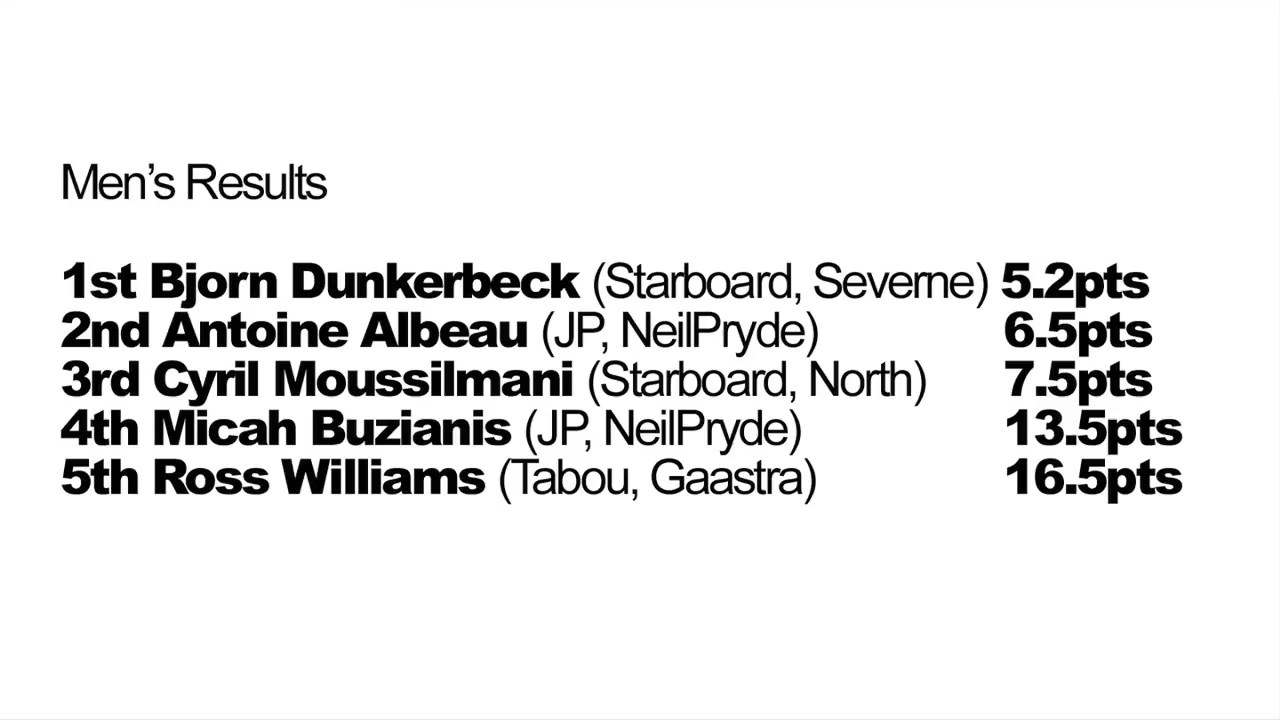 Men’s Results
1st Bjorn Dunkerbeck (Starboard, Severne) 5.2pts
2nd Antoine Albeau (JP, NeilPryde) 6.5pts
3rd Cyril Moussilmani (Starboard, North) 7.5pts
4th Micah Buzianis (JP, NeilPryde) 13.5pts
5th Ross Williams (Tabou, Gaastra) 16.5pts